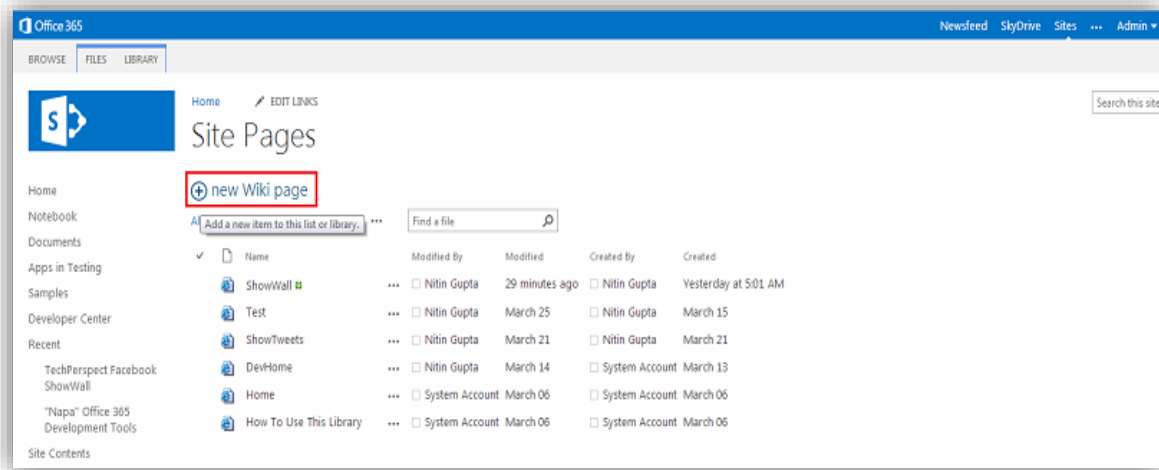 Office 365
Newsfeed SkyDrive Sites ... Admin
BROWSE FILES LIBRARY
S
Home EDIT LINKS
Search this site
Site Pages
new Wiki page
Add a new item to this list or library.
...
Find a file
Home
Notebook
Documents
Apps in Testing
Samples
Developer Center
Recent
TechPerspect Facebook
ShowWall
"Napa" Office 365
Development Tools
Site Contents
Name Modified By Modified Created By Created
ShowWall ... Nitin Gupta 29 minutes ago Nitin Gupta Yesterday at 5:01 AM
Test ... Nitin Gupta March 25 Nitin Gupta March 15
ShowTweets ... Nitin Gupta March 21 Nitin Gupta March 21
DevHome ... Nitin Gupta March 14 System Account March 13
Home ... System Account March 06 System Account March 06
How To Use This Library ... System Account March 06 System Account March 06